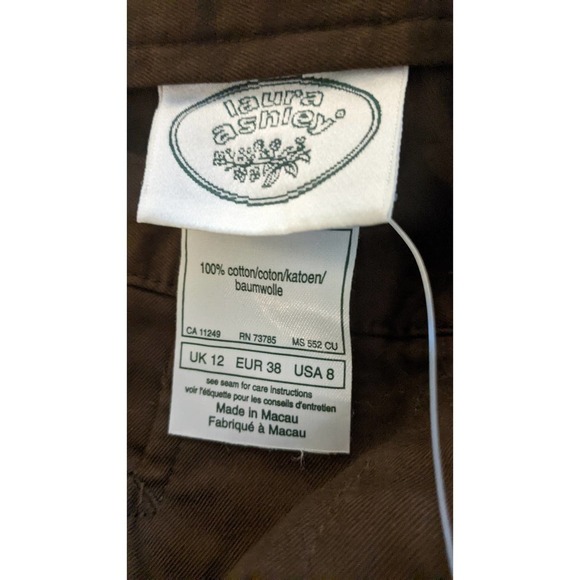 laura
ashley®
100% cotton/coton/katoen/
baumwolle
CA 11249 RN 73785 MS 552 CU
UK 12 EUR 38 USA 8
see seam for care instructions
voir l'étiquette pour les conseils d'entretien
Made in Macau
Fabriqué à Macau